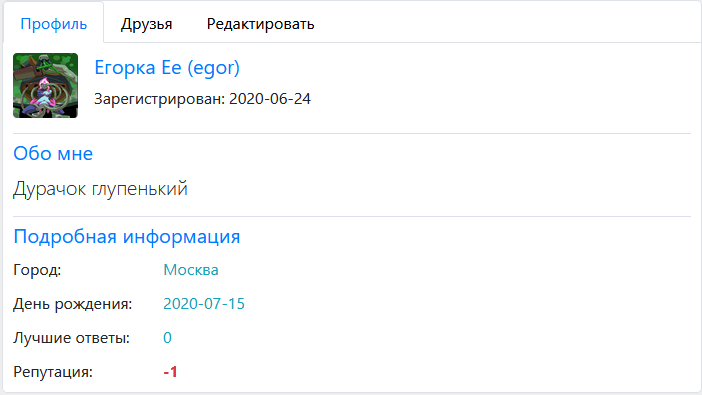 Профиль Друзья Редактировать
Егорка Ее (egor)
Зарегистрирован: 2020-06-24
Обо мне
Дурачок глупенький
Подробная информация
Город: Москва
День рождения: 2020-07-15
Лучшие ответы: 0
Репутация: -1